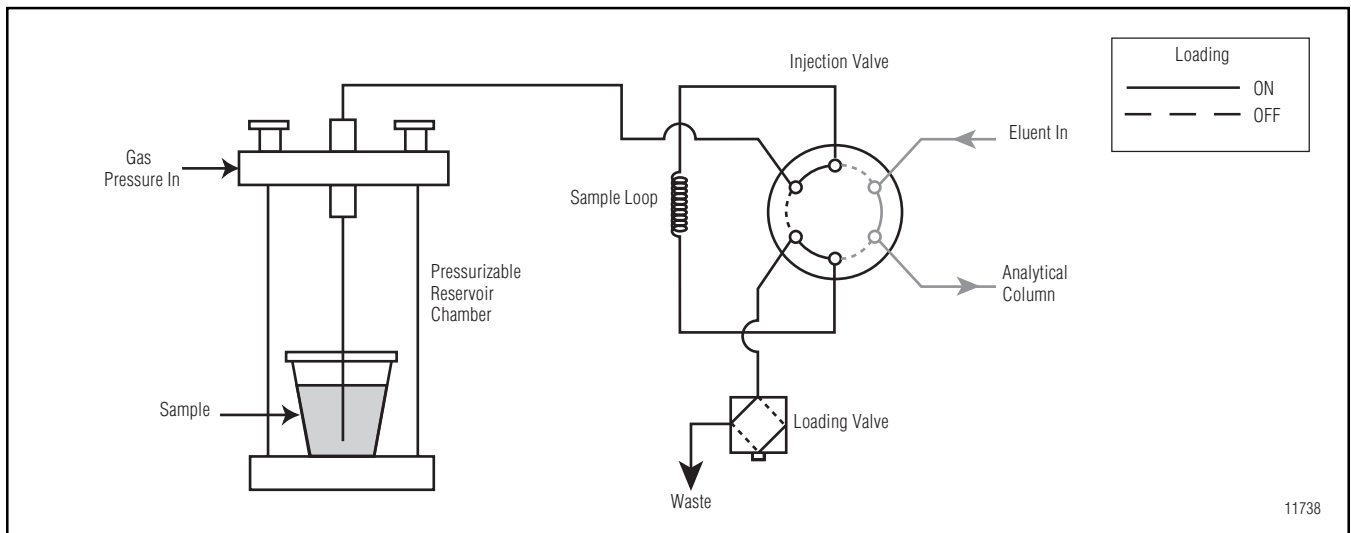 Loading
ON
OFF
Injection Valve
Eluent In
Gas
Pressure In
Sample Loop
Pressurizable
Reservoir
Chamber
Analytical
Column
Sample
Loading Valve
Waste
11738